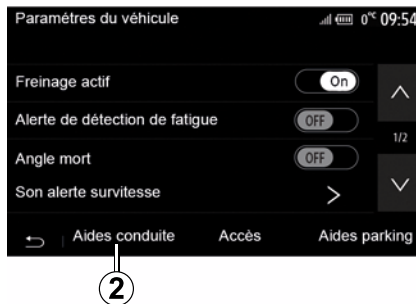 Paramétres du véhicule 0°C 09:54
Freinage actif On
Alerte de détection de fatigue OFF
1/2
Angle mort OFF
Son alerte survitesse
Aides conduite Accès Aides parking
2